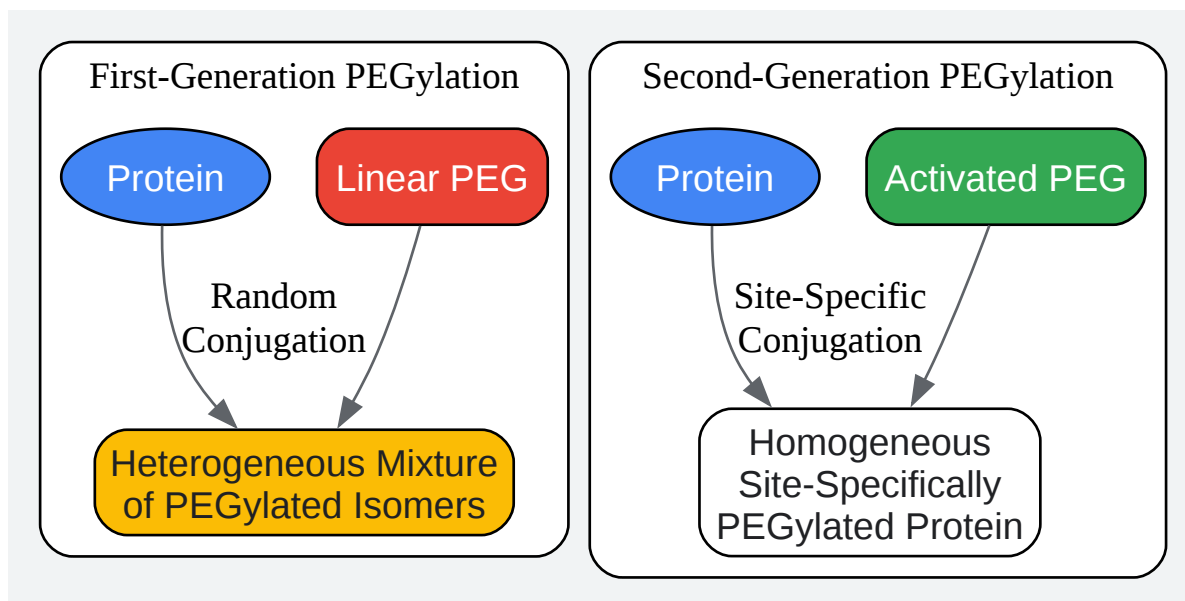 First-Generation PEGylation
Protein
Linear PEG
Random
Conjugation
Heterogeneous Mixture
of PEGylated Isomers
Second-Generation PEGylation
Protein
Activated PEG
Site-Specific
Conjugation
Homogeneous
Site-Specifically
PEGylated Protein